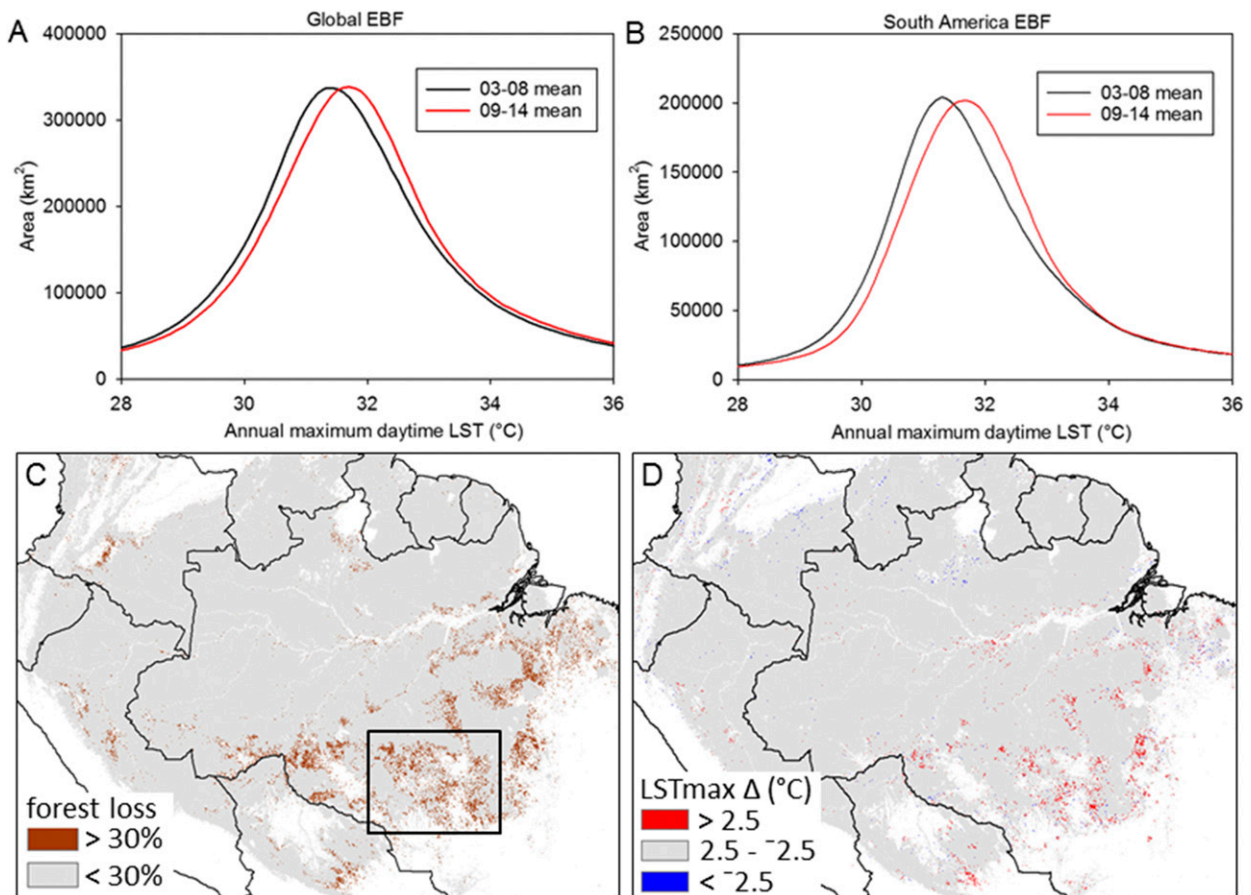 A
Global EBF
400000
300000
200000
100000
0
Area (km²)
03-08 mean
09-14 mean
28
30
32
34
36
Annual maximum daytime LST (°C)
B
South America EBF
250000
200000
150000
100000
50000
0
Area (km²)
03-08 mean
09-14 mean
28
30
32
34
36
Annual maximum daytime LST (°C)
C
forest loss
> 30%
< 30%
D
LSTmax Δ (°C)
> 2.5
2.5 - ⁻2.5
< ⁻2.5